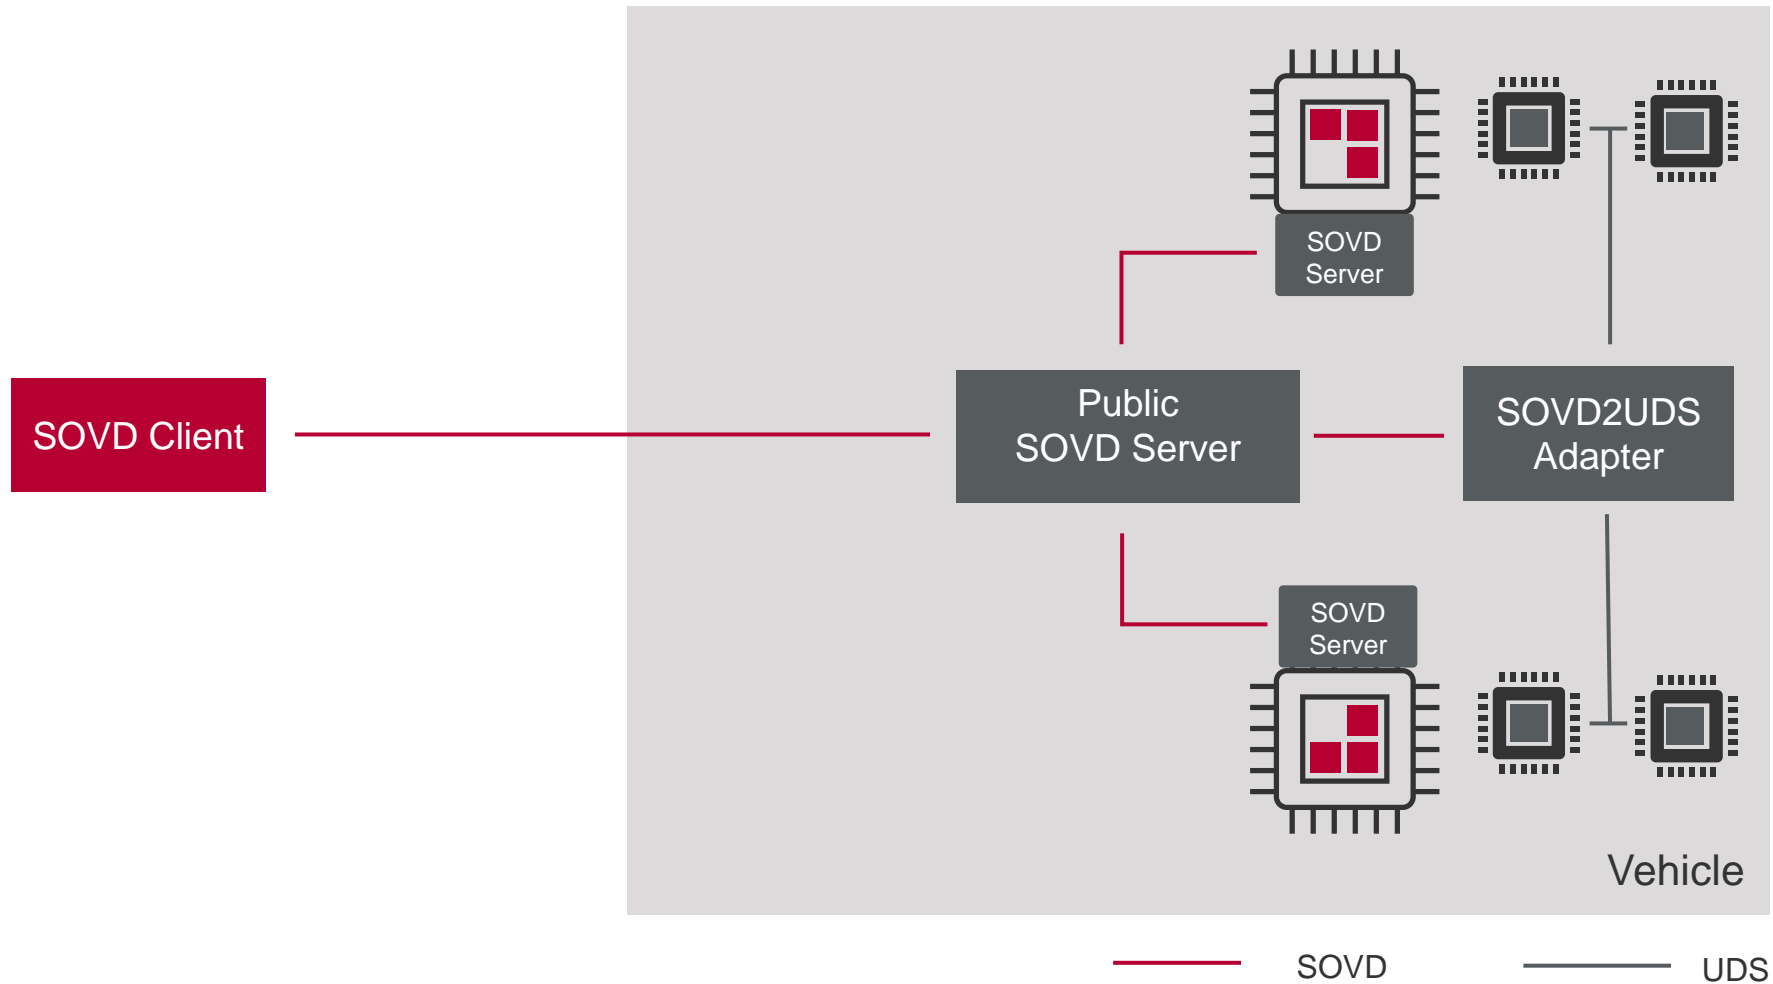 SOVD
Server
SOVD Client
Public
SOVD Server
SOVD2UDS
Adapter
SOVD
Server
Vehicle
SOVD
UDS